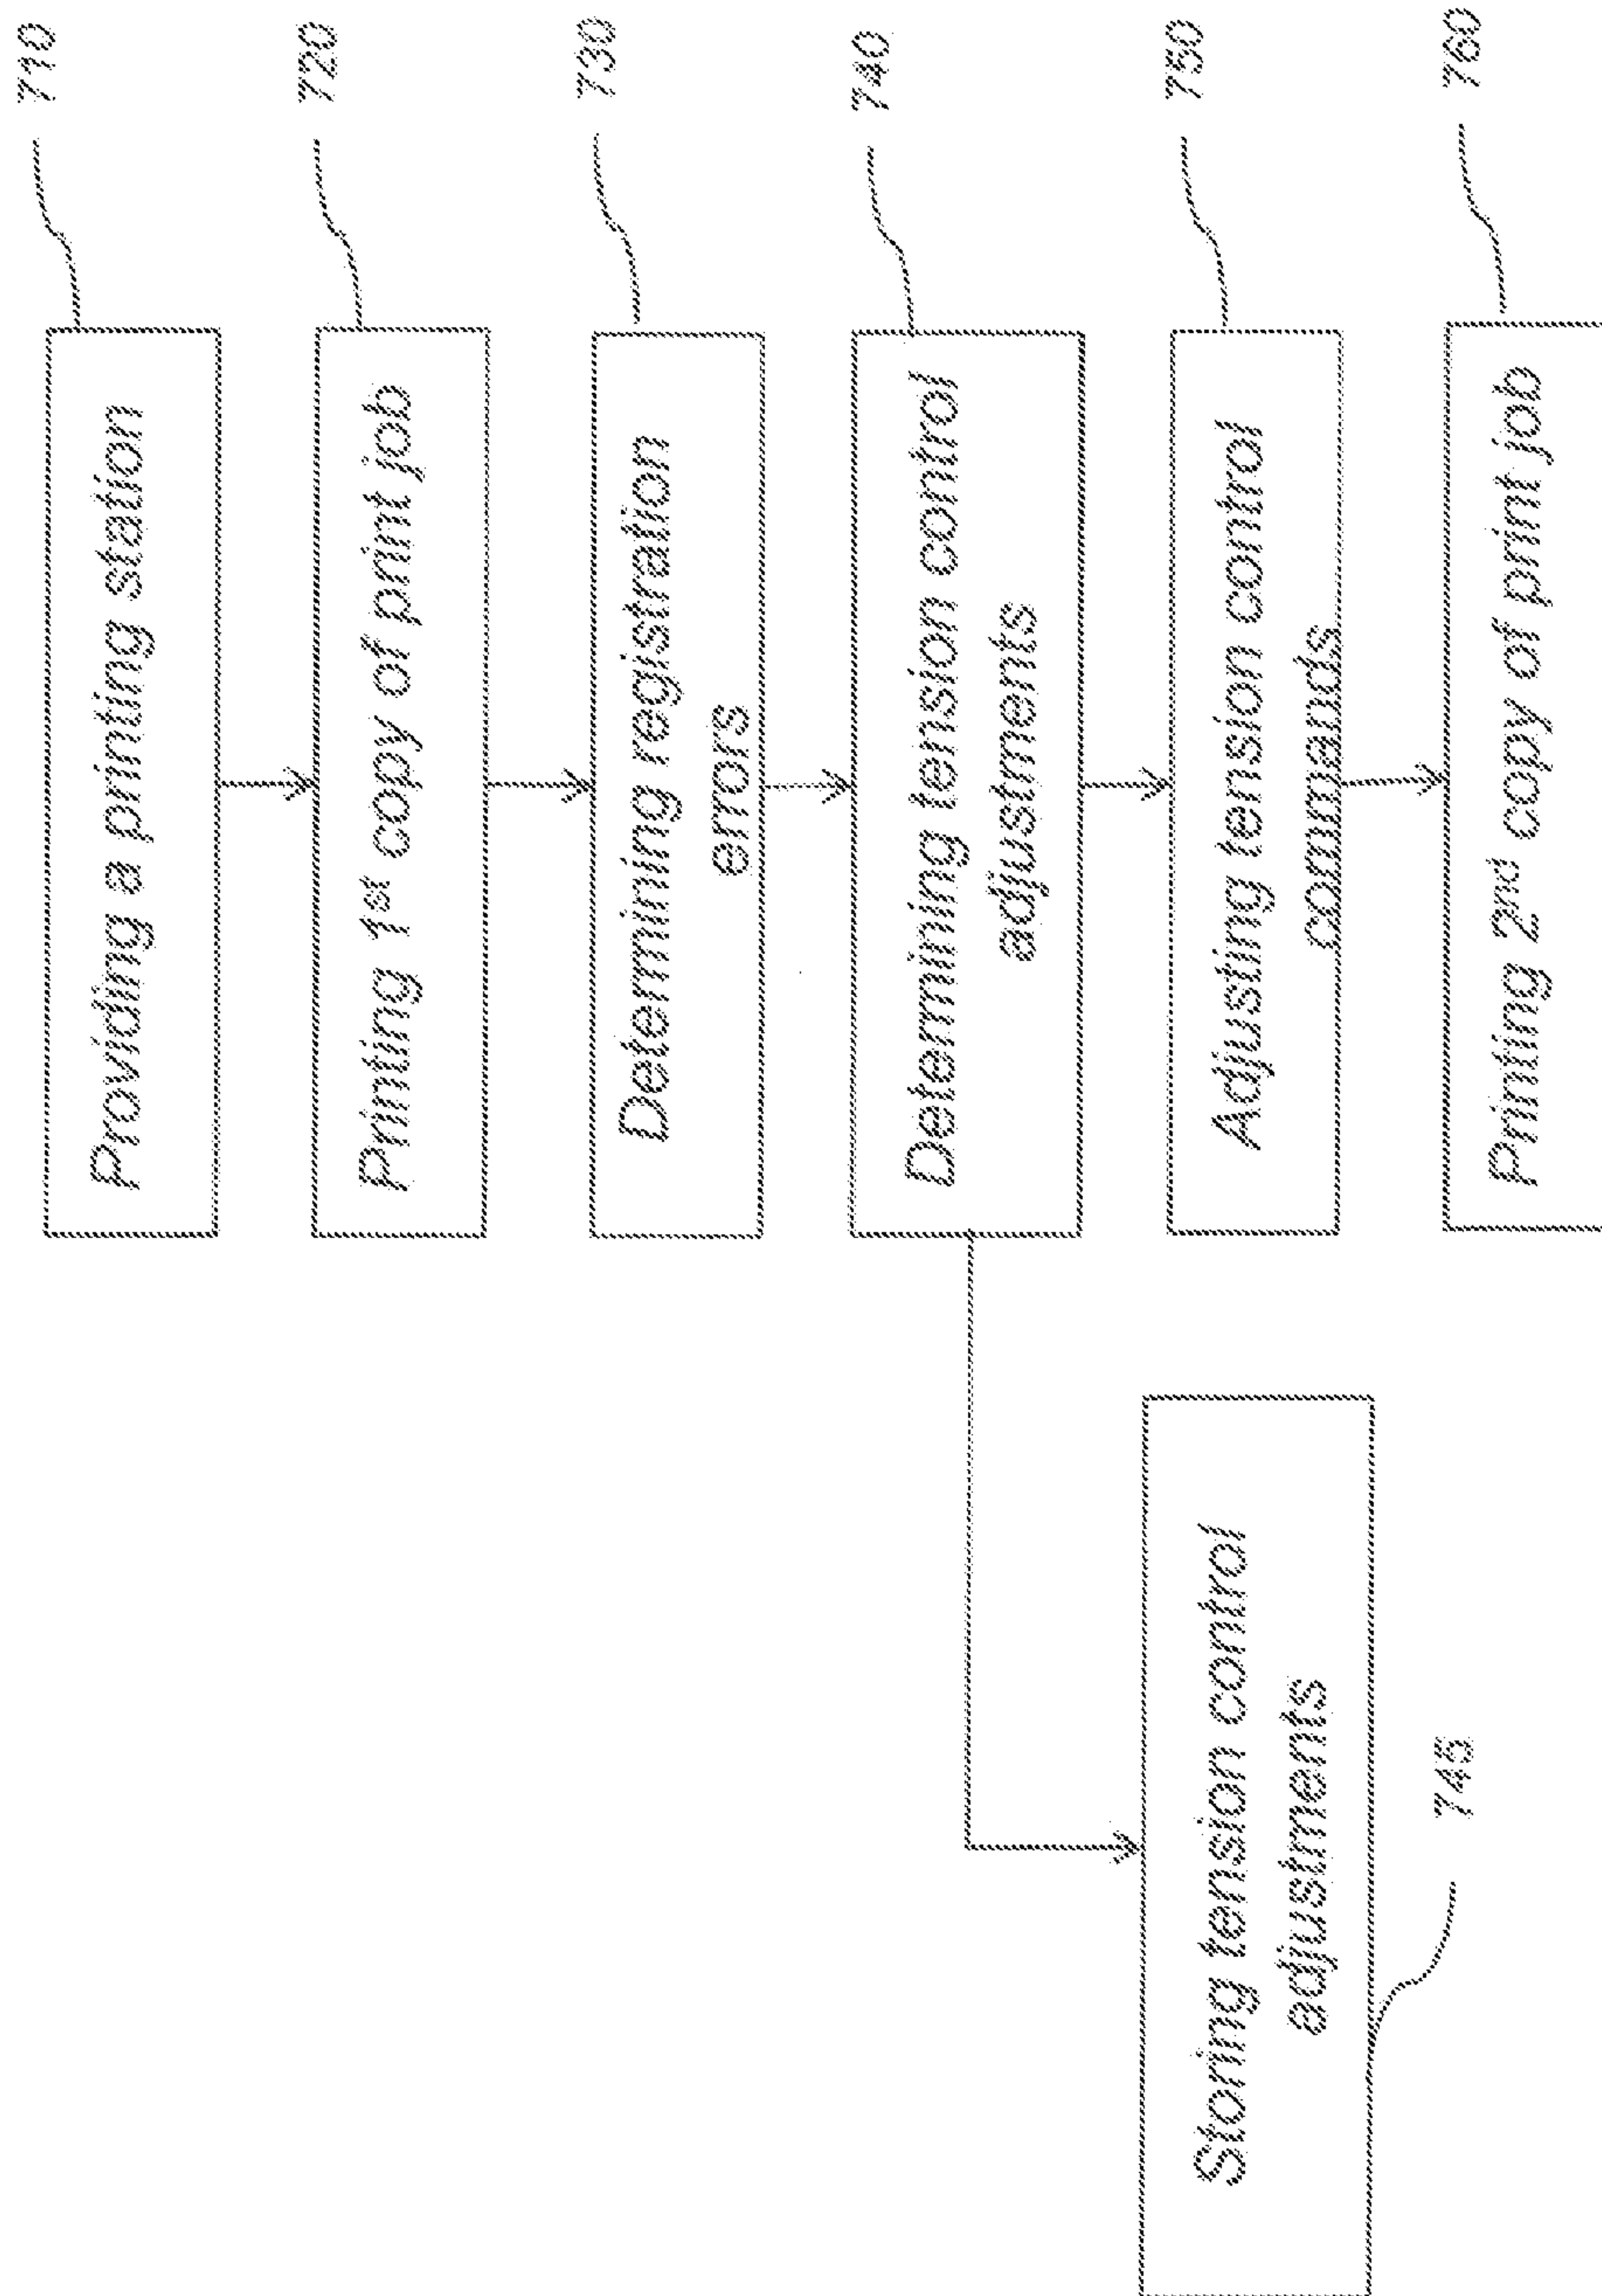 Providing a printing station
710
Printing 1st copy of print job
720
Determining registration
errors
730
Determining tension control
adjustments
740
Storing tension control
adjustments
745
Adjusting tension control
commands
750
Printing 2nd copy of print job
760